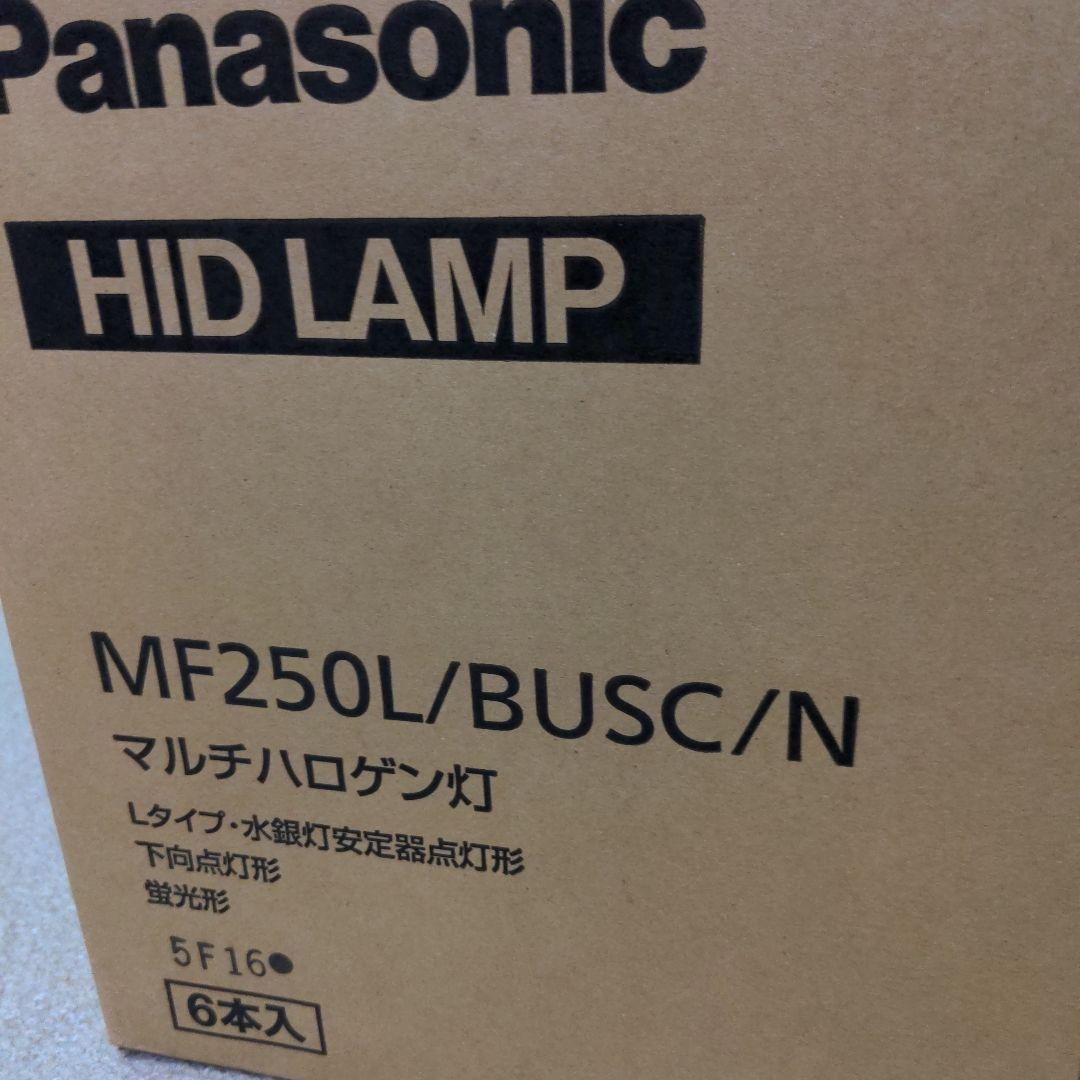 Panasonic
HID LAMP
MF250L/BUSC/N
マルチハロゲン灯
Lタイプ・水銀灯安定器点灯形
下向点灯形
蛍光形
5F16●
6本入